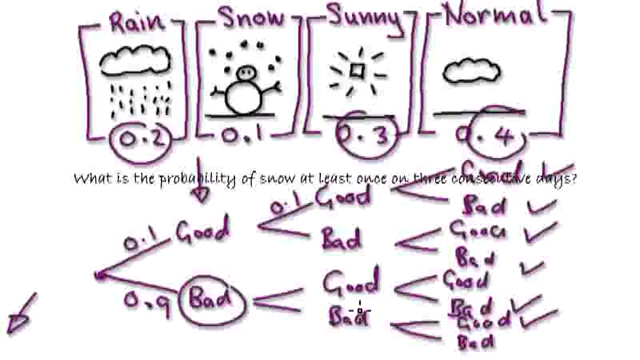 Rain Snow Sunny Normal
0.2 0.1 0.3 0.4
What is the probability of snow at least once on three consecutive days?
Good
0.1 Good
Bad
0.1 Good
Good
Bad
Bad
Good
Good
0.9 Bad
Bad
Bad
Good
Bad